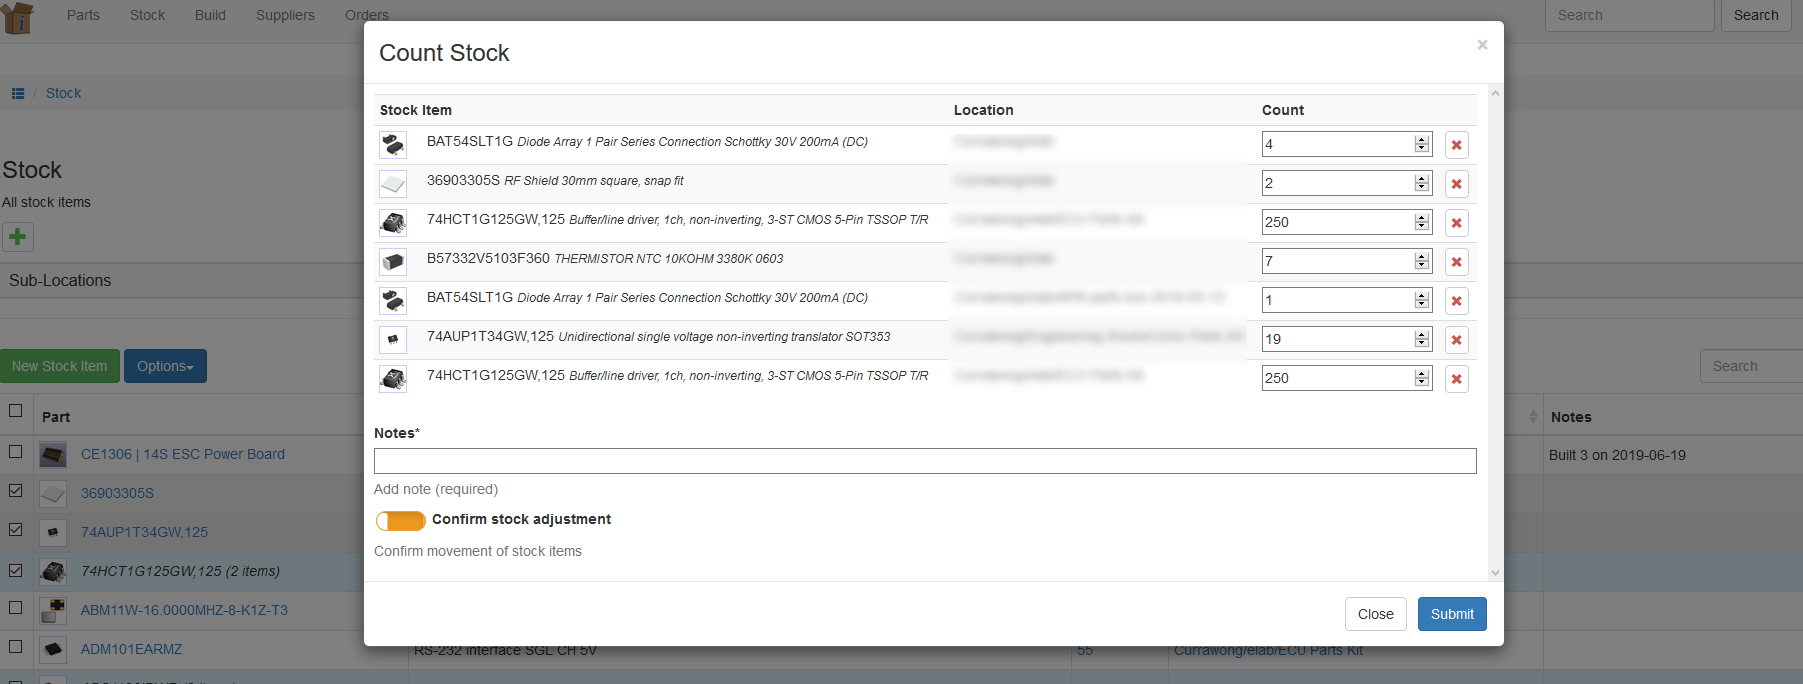 Parts Stock Build Suppliers Orders Search Search
Count Stock ×
/ Stock
Stock Item Location Count
BAT54SLT1G Diode Array 1 Pair Series Connection Schottky 30V 200mA (DC) 4
36903305S RF Shield 30mm square, snap fit 2
74HCT1G125GW,125 Buffer/line driver, 1ch, non-inverting, 3-ST CMOS 5-Pin TSSOP T/R 250
B57332V5103F360 THERMISTOR NTC 10KOHM 3380K 0603 7
BAT54SLT1G Diode Array 1 Pair Series Connection Schottky 30V 200mA (DC) 1
74AUP1T34GW,125 Unidirectional single voltage non-inverting translator SOT353 19
74HCT1G125GW,125 Buffer/line driver, 1ch, non-inverting, 3-ST CMOS 5-Pin TSSOP T/R 250
Notes*
Add note (required)
Confirm stock adjustment
Confirm movement of stock items
Close Submit
Stock
All stock items
Sub-Locations
New Stock Item Options Search
Part Notes
CE1306 | 14S ESC Power Board Built 3 on 2019-06-19
36903305S
74AUP1T34GW,125
74HCT1G125GW,125 (2 items)
ABM11W-16.0000MHZ-8-K1Z-T3
ADM101EARMZ RS-232 Interface SGL CH 5V 55 Currawong/elab/ECU Parts Kit